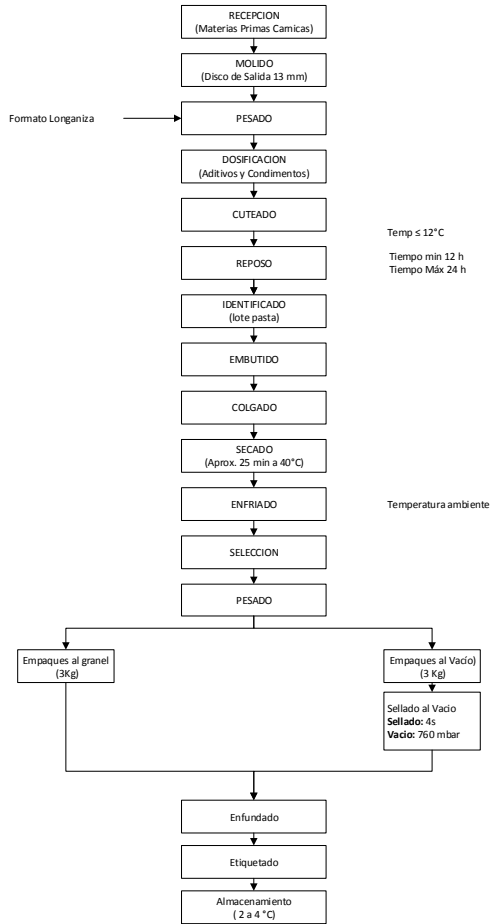 RECEPCION
(Materias Primas Carnicas)
MOLIDO
(Disco de Salida 13 mm)
Formato Longaniza
PESADO
DOSIFICACION
(Aditivos y Condimentos)
CUTEADO
Temp ≤ 12°C
Tiempo min 12 h
Tiempo Máx 24 h
REPOSO
IDENTIFICADO
(lote pasta)
EMBUTIDO
COLGADO
SECADO
(Aprox. 25 min a 40°C)
ENFRIADO
Temperatura ambiente
SELECCION
PESADO
Empaques al granel
(3Kg)
Empaques al Vacío)
(3 Kg)
Sellado al Vacio
Sellado: 4s
Vacio: 760 mbar
Enfundado
Etiquetado
Almacenamiento
( 2 a 4 °C)